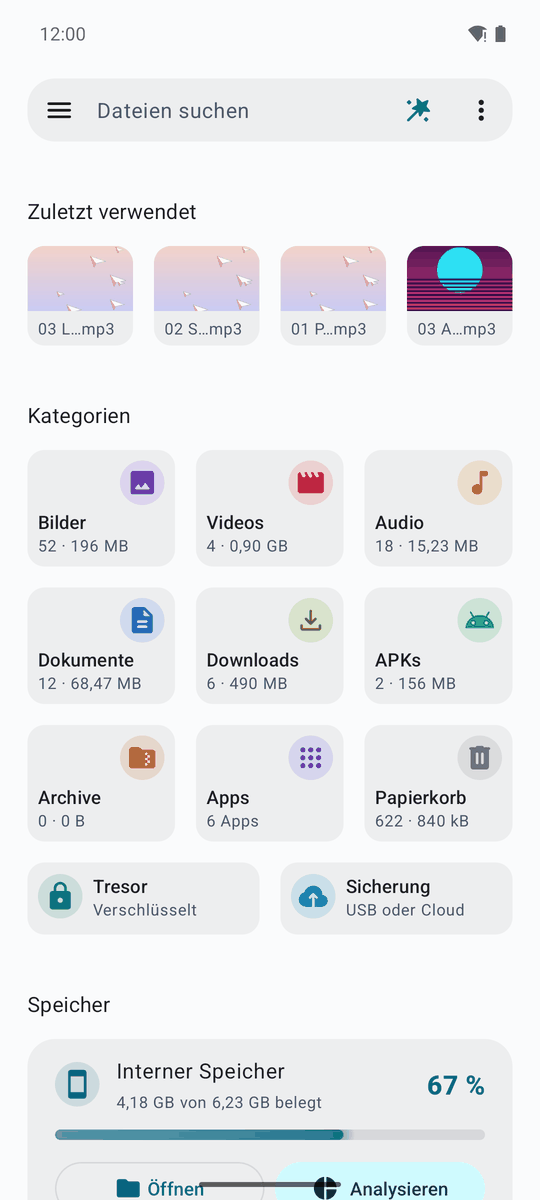 12:00
Dateien suchen
Zuletzt verwendet
03 L…mp3
02 S…mp3
01 P…mp3
03 A…mp3
Kategorien
Bilder
52 · 196 MB
Videos
4 · 0,90 GB
Audio
18 · 15,23 MB
Dokumente
12 · 68,47 MB
Downloads
6 · 490 MB
APKs
2 · 156 MB
Archive
0 · 0 B
Apps
6 Apps
Papierkorb
622 · 840 kB
Tresor
Verschlüsselt
Sicherung
USB oder Cloud
Speicher
Interner Speicher
4,18 GB von 6,23 GB belegt
67 %
Öffnen
Analysieren